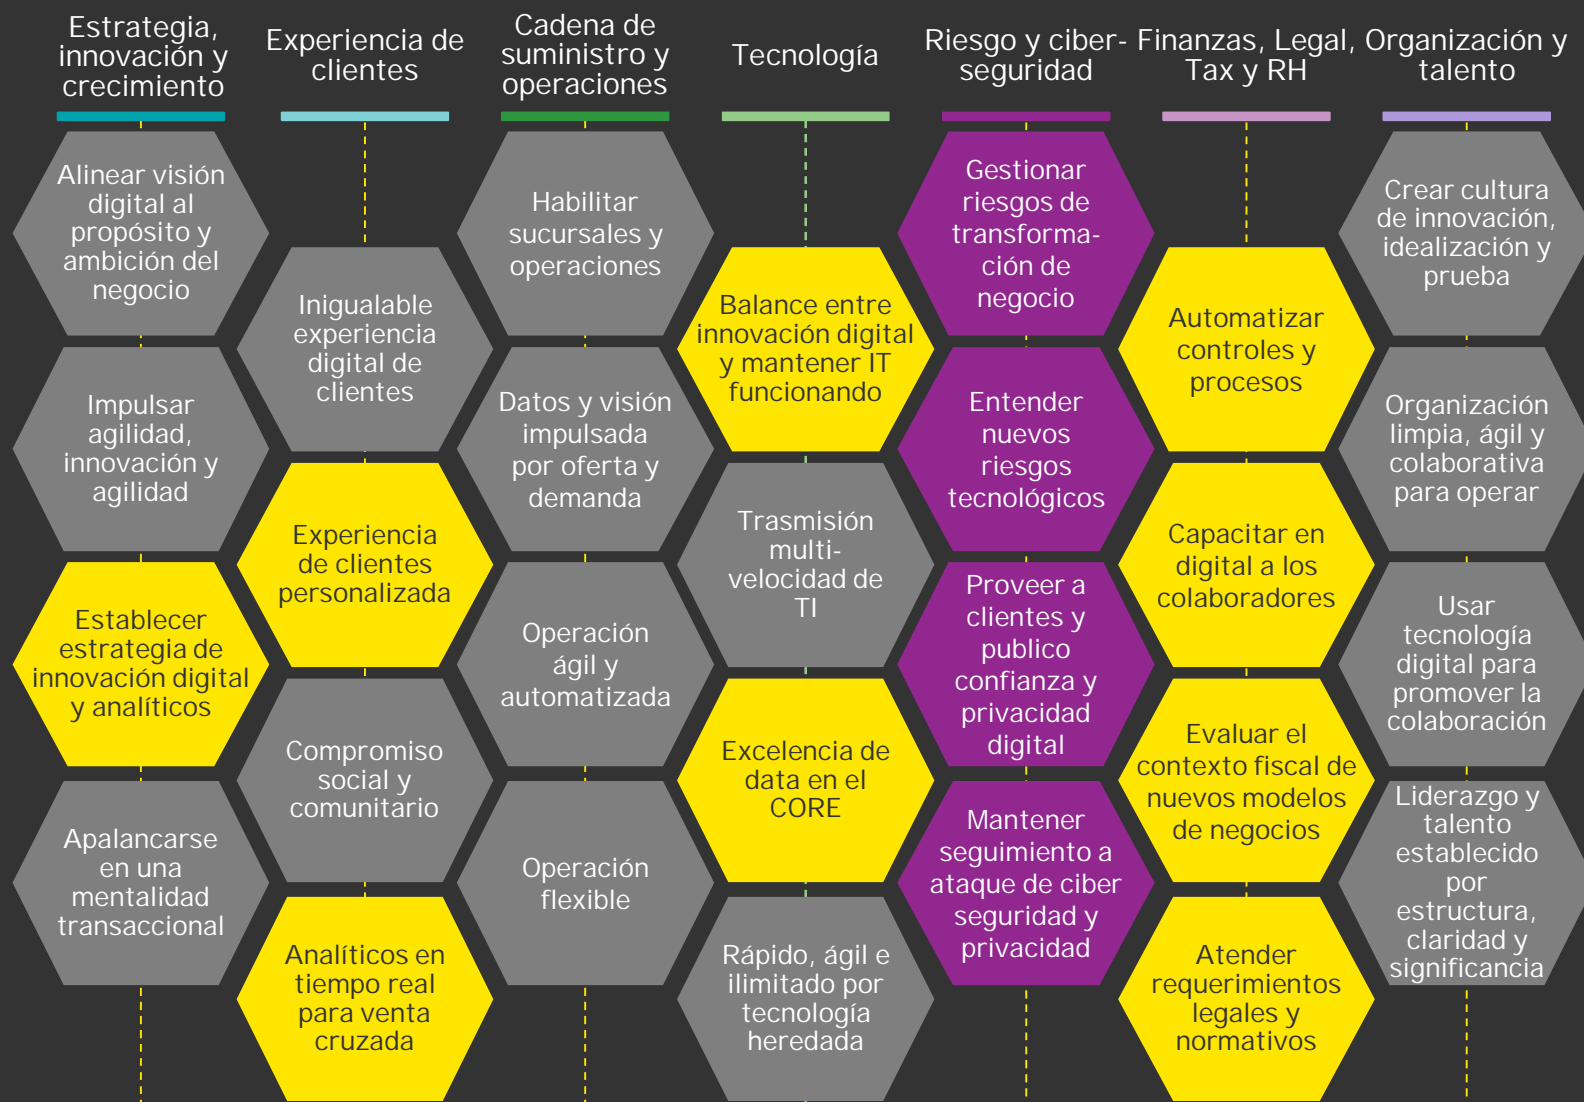 Estrategia,
innovación y
crecimiento
Experiencia de
clientes
Cadena de
suministro y
operaciones
Tecnología
Riesgo y ciber-
seguridad
Finanzas, Legal,
Tax y RH
Organización y
talento
Alinear visión
digital al
propósito y
ambición del
negocio
Impulsar
agilidad,
innovación y
agilidad
Establecer
estrategia de
innovación digital
y analíticos
Apalancarse
en una
mentalidad
transaccional
Inigualable
experiencia
digital de
clientes
Experiencia
de clientes
personalizada
Compromiso
social y
comunitario
Analíticos en
tiempo real
para venta
cruzada
Habilitar
sucursales y
operaciones
Datos y visión
impulsada
por oferta y
demanda
Operación
ágil y
automatizada
Operación
flexible
Balance entre
innovación digital
y mantener IT
funcionando
Trasmisión
multi-
velocidad de
TI
Excelencia de
data en el
CORE
Rápido, ágil e
ilimitado por
tecnología
heredada
Gestionar
riesgos de
transforma-
ción de
negocio
Entender
nuevos
riesgos
tecnológicos
Proveer a
clientes y
publico
confianza y
privacidad
digital
Mantener
seguimiento a
ataque de ciber
seguridad y
privacidad
Automatizar
controles y
procesos
Capacitar en
digital a los
colaboradores
Evaluar el
contexto fiscal de
nuevos modelos
de negocios
Atender
requerimientos
legales y
normativos
Crear cultura
de innovación,
idealización y
prueba
Organización
limpia, ágil y
colaborativa
para operar
Usar
tecnología
digital para
promover la
colaboración
Liderazgo y
talento
establecido
por
estructura,
claridad y
significancia